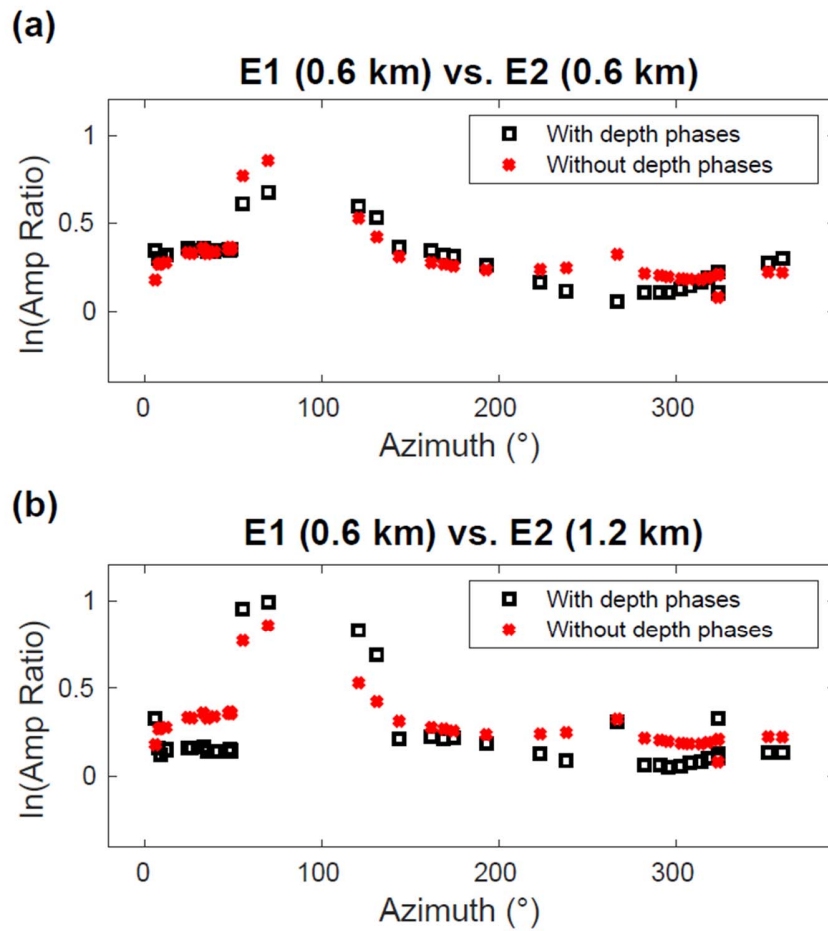 (a)
E1 (0.6 km) vs. E2 (0.6 km)
With depth phases
Without depth phases
1
0.5
0
ln(Amp Ratio)
0 100 200 300
Azimuth (°)
(b)
E1 (0.6 km) vs. E2 (1.2 km)
With depth phases
Without depth phases
1
0.5
0
ln(Amp Ratio)
0 100 200 300
Azimuth (°)